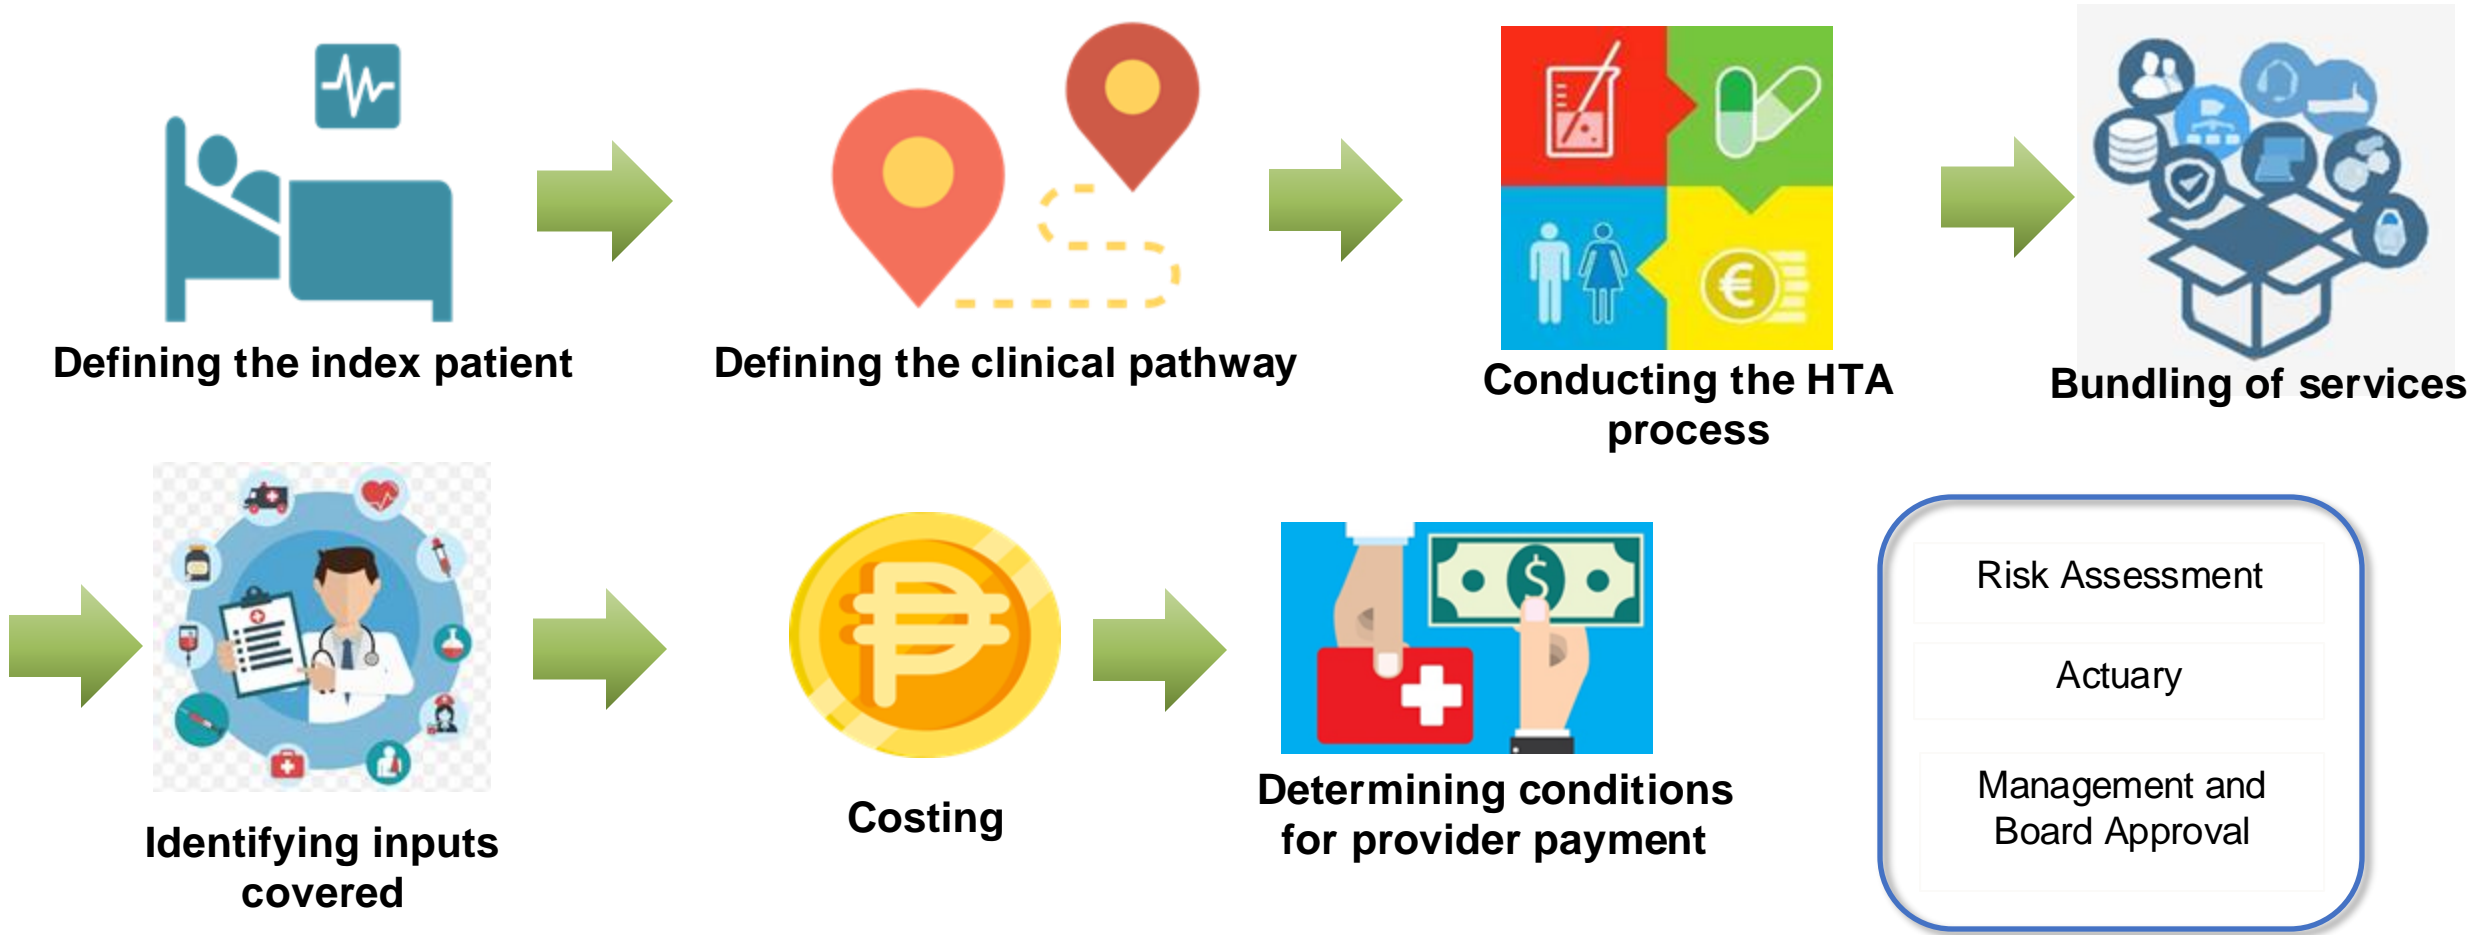 Defining the index patient
Defining the clinical pathway
Conducting the HTA
process
Bundling of services
Identifying inputs
covered
Costing
Determining conditions
for provider payment
Risk Assessment
Actuary
Management and
Board Approval